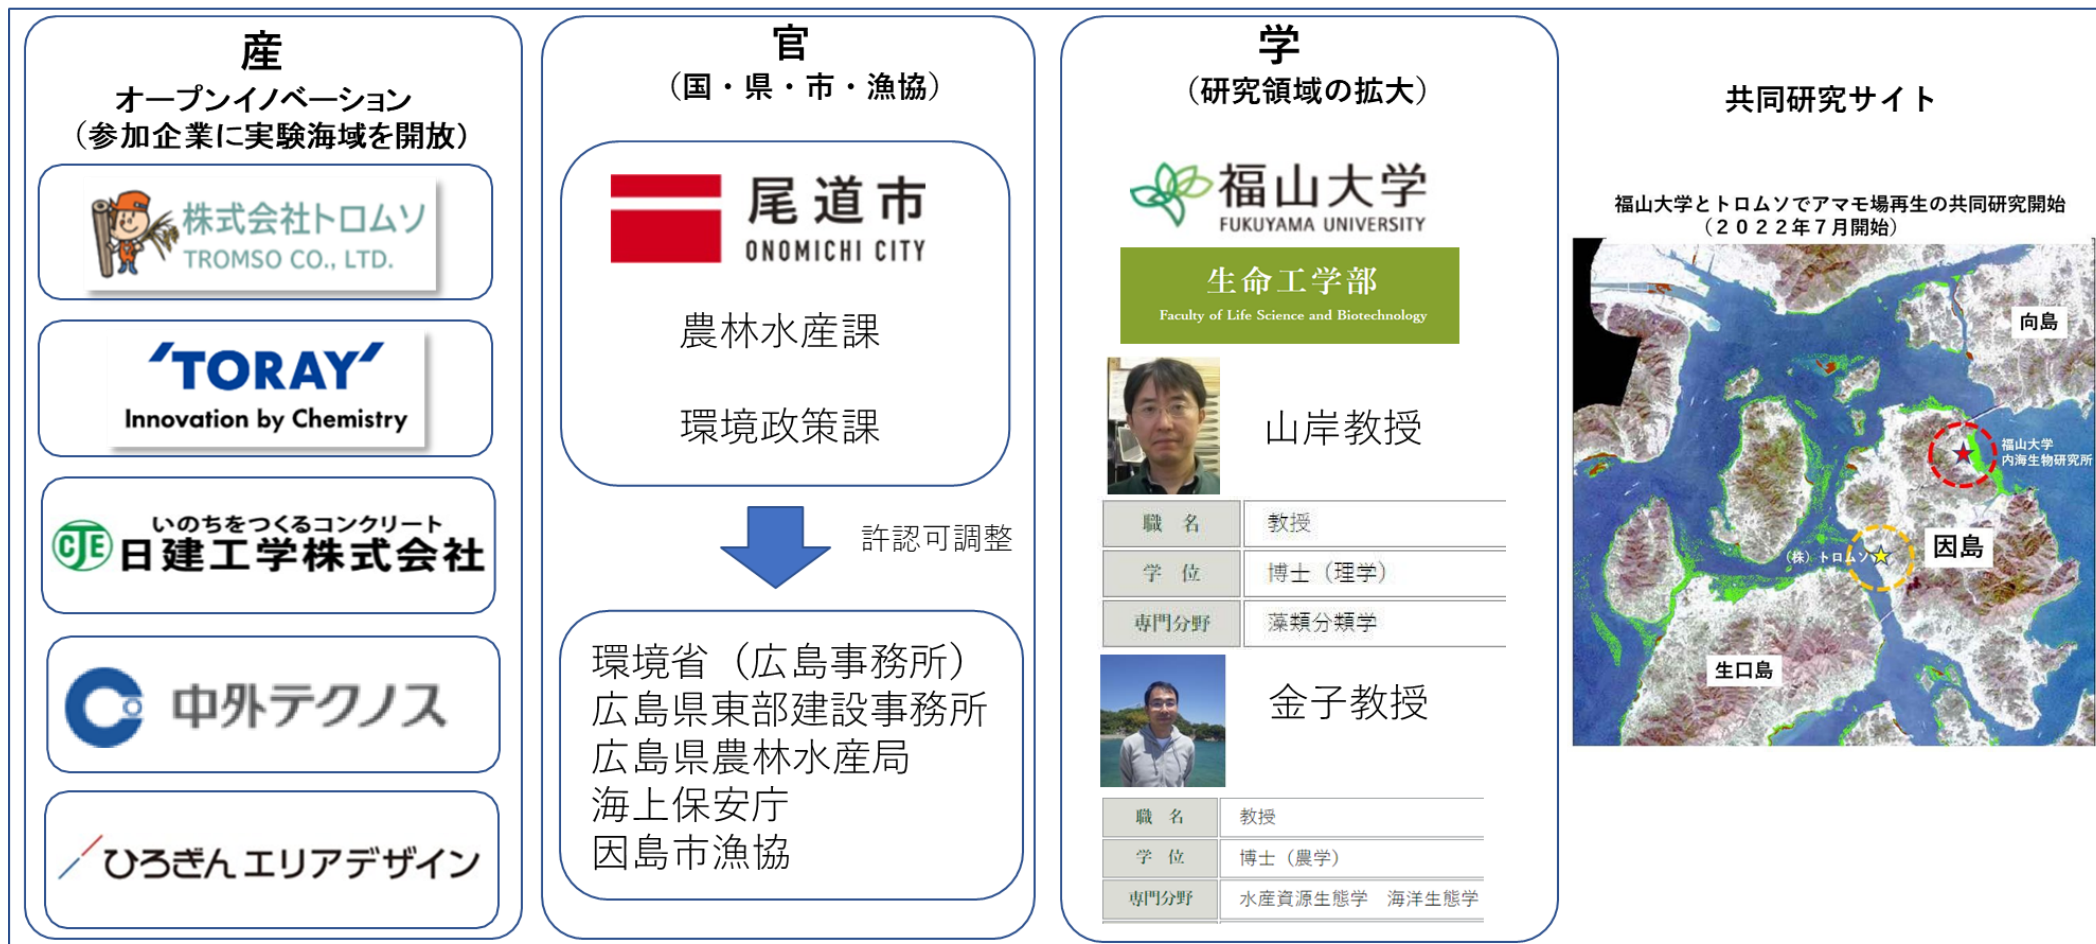 産
オープンイノベーション
（参加企業に実験海域を開放）
株式会社トロムソ
TROMSO CO., LTD.
'TORAY'
Innovation by Chemistry
いのちをつくるコンクリート
CJE 日建工学株式会社
中外テクノス
ひろぎんエリアデザイン
官
（国・県・市・漁協）
尾道市
ONOMICHI CITY
農林水産課
環境政策課
許認可調整
環境省（広島事務所）
広島県東部建設事務所
広島県農林水産局
海上保安庁
因島市漁協
学
（研究領域の拡大）
福山大学
FUKUYAMA UNIVERSITY
生命工学部
Faculty of Life Science and Biotechnology
山岸教授
職 名 教授
学 位 博士（理学）
専門分野 藻類分類学
金子教授
職 名 教授
学 位 博士（農学）
専門分野 水産資源生態学 海洋生態学
共同研究サイト
福山大学とトロムソでアマモ場再生の共同研究開始
（２０２２年７月開始）
向島
福山大学
内海生物研究所
因島
（株）トロムソ
生口島